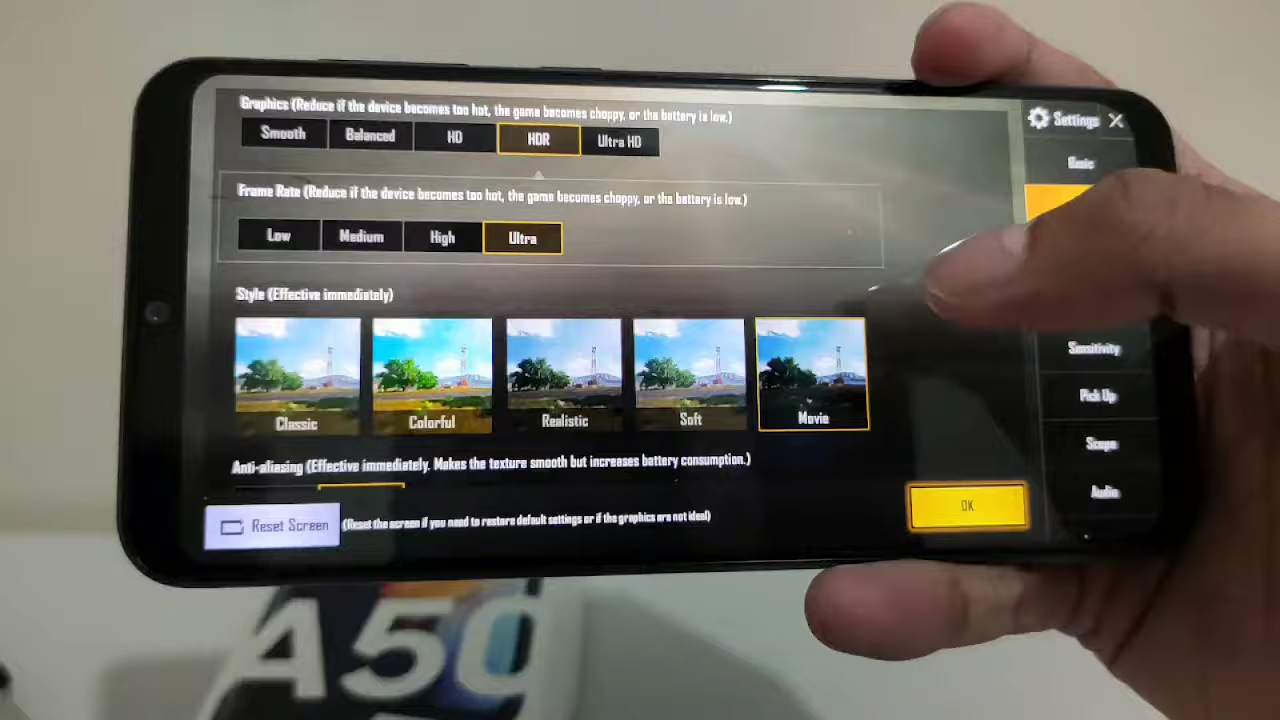 Graphics (Reduce if the device becomes too hot, the game becomes choppy, or the battery is low.)
Smooth Balanced HD HDR Ultra HD
Frame Rate (Reduce if the device becomes too hot, the game becomes choppy, or the battery is low.)
Low Medium High Ultra
Style (Effective immediately)
Classic Colorful Realistic Soft Movie
Anti-aliasing (Effective immediately. Makes the texture smooth but increases battery consumption.)
Reset Screen (Reset the screen if you need to restore default settings or if the graphics are not ideal)
OK
Settings X
Basic
Sensitivity
Pick Up
Scope
Audio
A50